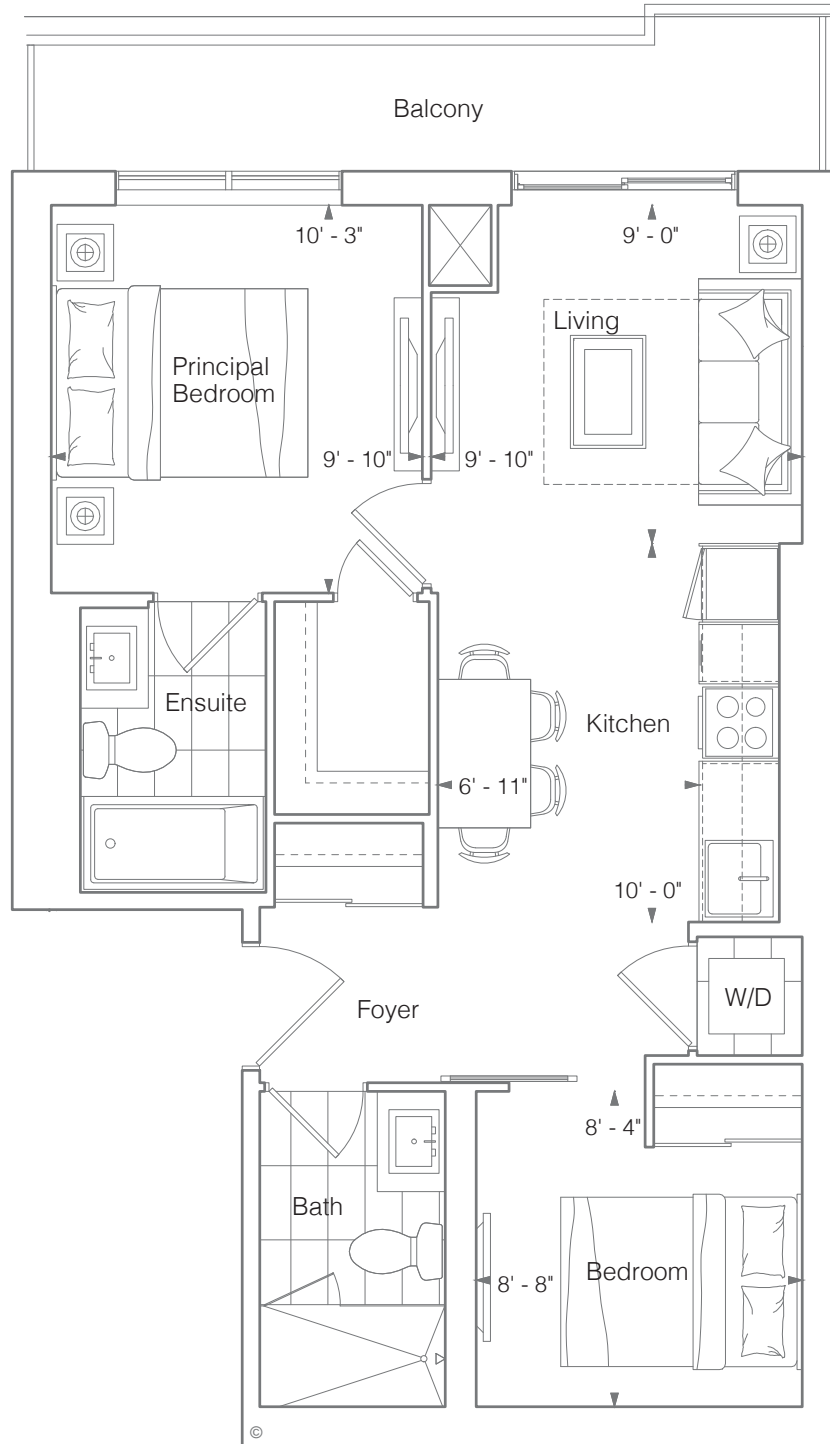 Balcony
10' - 3"
9' - 0"
Living
Principal
Bedroom
9' - 10"
9' - 10"
Ensuite
Kitchen
6' - 11"
10' - 0"
W/D
Foyer
8' - 4"
Bath
Bedroom
8' - 8"
©